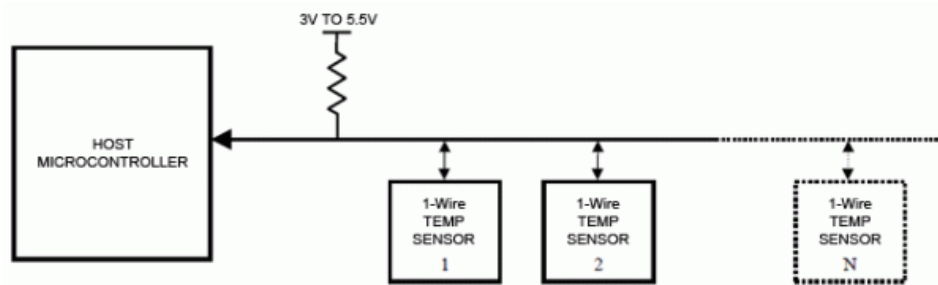 3V TO 5.5V
HOST
MICROCONTROLLER
1-Wire
TEMP
SENSOR
1
1-Wire
TEMP
SENSOR
2
1-Wire
TEMP
SENSOR
N